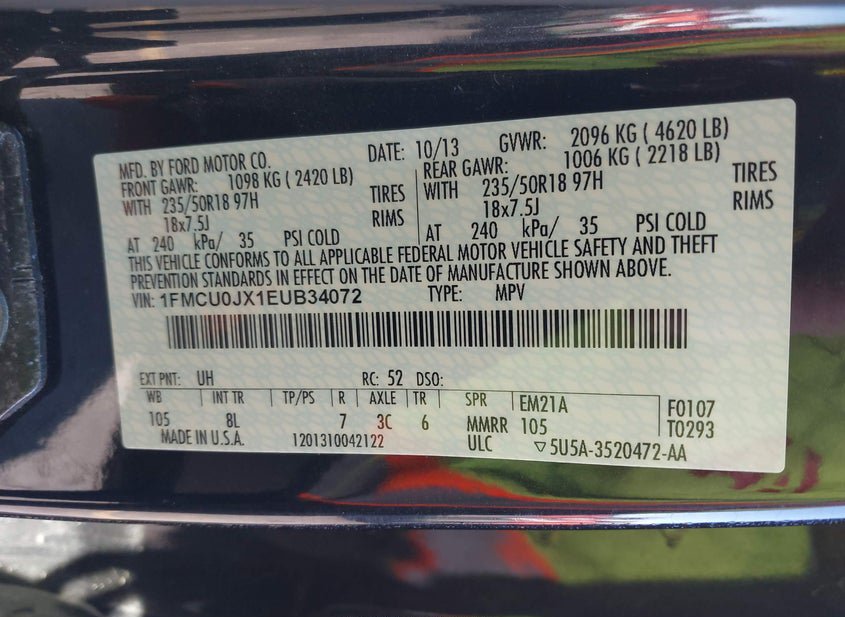 MFD. BY FORD MOTOR CO. DATE: 10/13 GVWR: 2096 KG ( 4620 LB)
FRONT GAWR: 1098 KG ( 2420 LB) REAR GAWR: 1006 KG ( 2218 LB)
WITH 235/50R18 97H TIRES WITH 235/50R18 97H TIRES
18x7.5J RIMS 18x7.5J RIMS
AT 240 kPa/ 35 PSI COLD AT 240 kPa/ 35 PSI COLD
THIS VEHICLE CONFORMS TO ALL APPLICABLE FEDERAL MOTOR VEHICLE SAFETY AND THEFT
PREVENTION STANDARDS IN EFFECT ON THE DATE OF MANUFACTURE SHOWN ABOVE.
VIN: 1FMCU0JX1EUB34072 TYPE: MPV
EXT PNT: UH RC: 52 DSO:
WB INT TR TP/PS R AXLE TR SPR EM21A F0107
105 8L 7 3C 6 MMRR 105 T0293
MADE IN U.S.A. 1201310042122 ULC ▽5U5A-3520472-AA